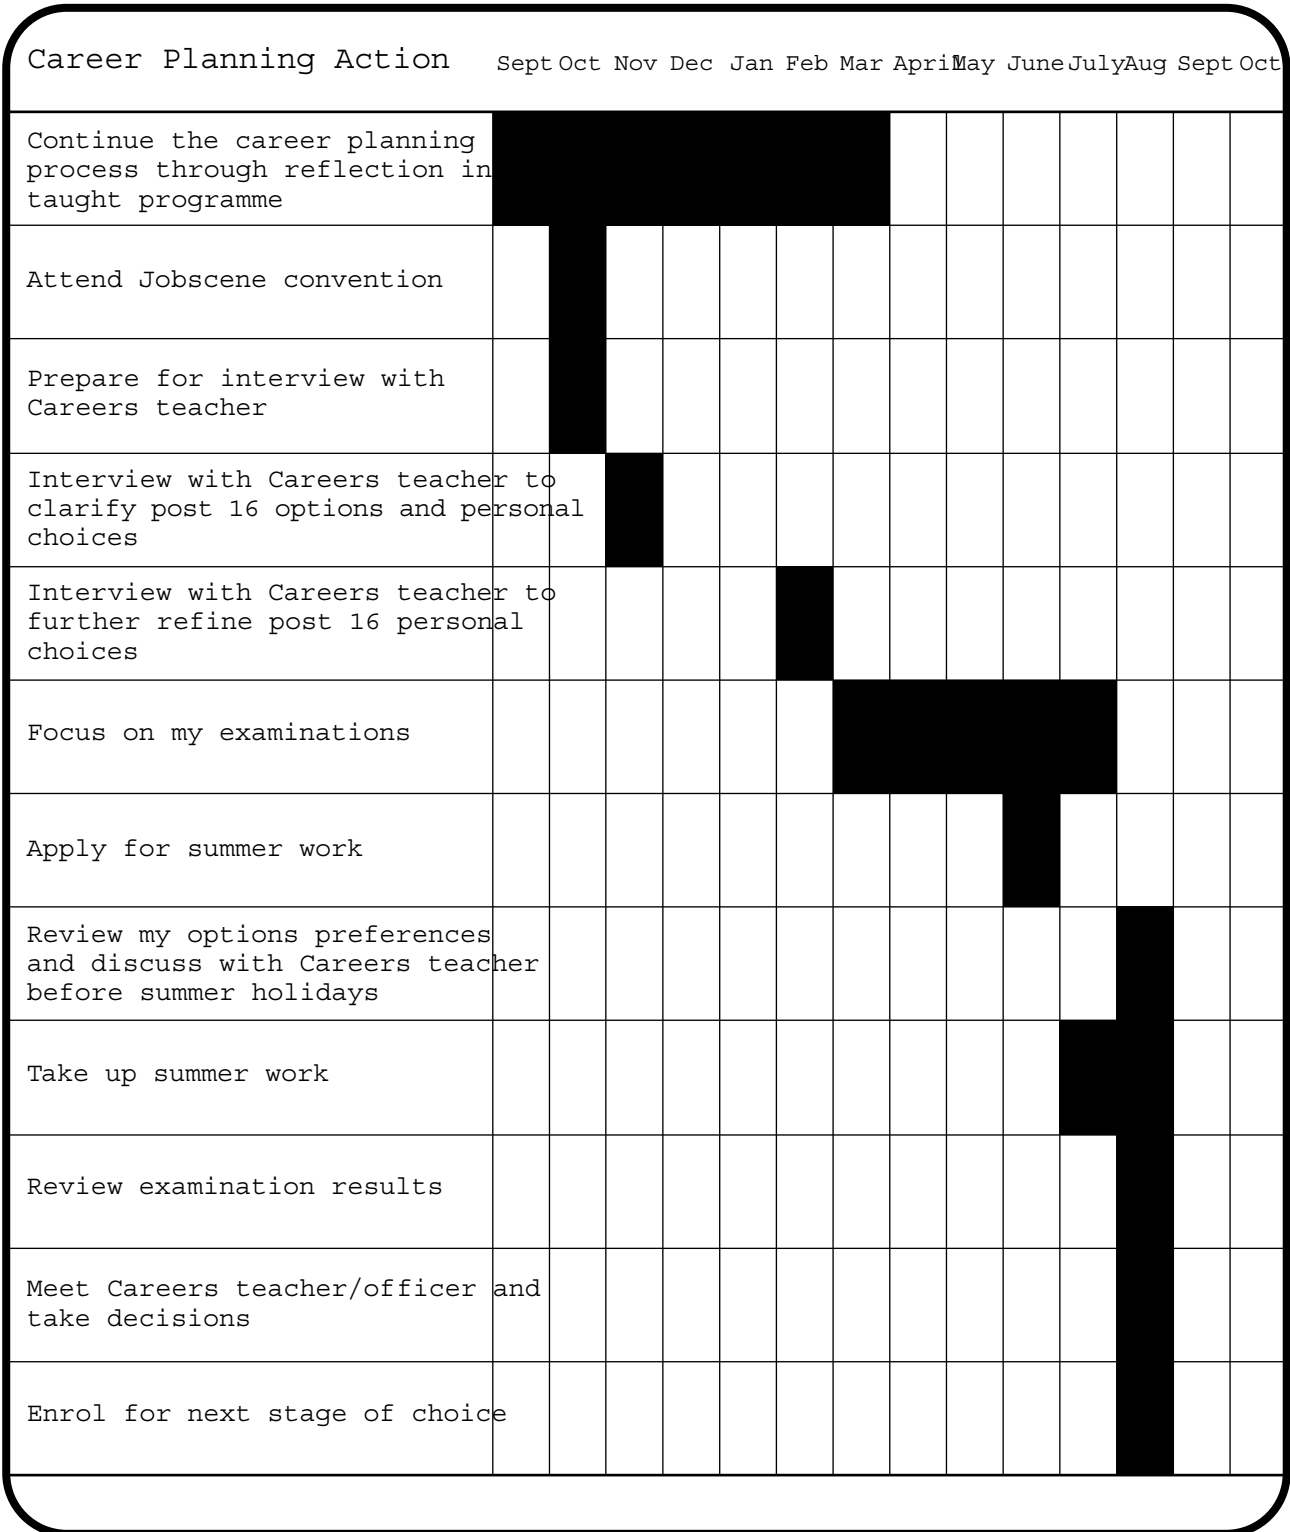 Career Planning Action Sept Oct Nov Dec Jan Feb Mar April May June July Aug Sept Oct
Continue the career planning
process through reflection in
taught programme
Attend Jobscene convention
Prepare for interview with
Careers teacher
Interview with Careers teacher to
clarify post 16 options and personal
choices
Interview with Careers teacher to
further refine post 16 personal
choices
Focus on my examinations
Apply for summer work
Review my options preferences
and discuss with Careers teacher
before summer holidays
Take up summer work
Review examination results
Meet Careers teacher/officer and
take decisions
Enrol for next stage of choice